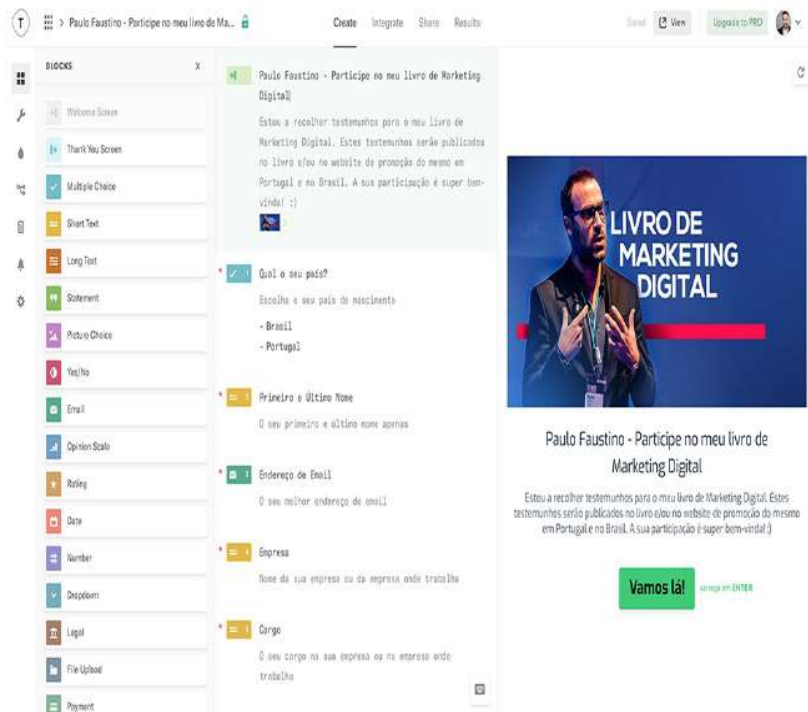 T
> Paulo Faustino - Participe no meu livro de Ma...
Create Integrate Share Results
Saved View Upgrade to PRO
BLOCKS X
Welcome Screen
Thank You Screen
Multiple Choice
Short Text
Long Text
Statement
Picture Choice
Yes/No
Email
Opinion Scale
Rating
Date
Number
Dropdown
Legal
File Upload
Payment
Paulo Faustino - Participe no meu livro de Marketing
Digital
Estou a recolher testemunhos para o meu livro de
Marketing Digital. Estes testemunhos serão publicados
no livro e/ou no website de promoção do mesmo em
Portugal e no Brasil. A sua participação é super bem-
vinda! :)
* 1 Qual o seu país?
Escolha o seu país de nascimento
- Brasil
- Portugal
* Primeiro e Último Nome
O seu primeiro e último nome apenas
* Endereço de Email
O seu melhor endereço de email
* Empresa
Nome da sua empresa ou da empresa onde trabalha
* Cargo
O seu cargo na sua empresa ou na empresa onde
trabalha
LIVRO DE
MARKETING
DIGITAL
Paulo Faustino - Participe no meu livro de
Marketing Digital
Estou a recolher testemunhos para o meu livro de Marketing Digital. Estes
testemunhos serão publicados no livro e/ou no website de promoção do mesmo
em Portugal e no Brasil. A sua participação é super bem-vinda! :)
Vamos lá!
carrega em ENTER